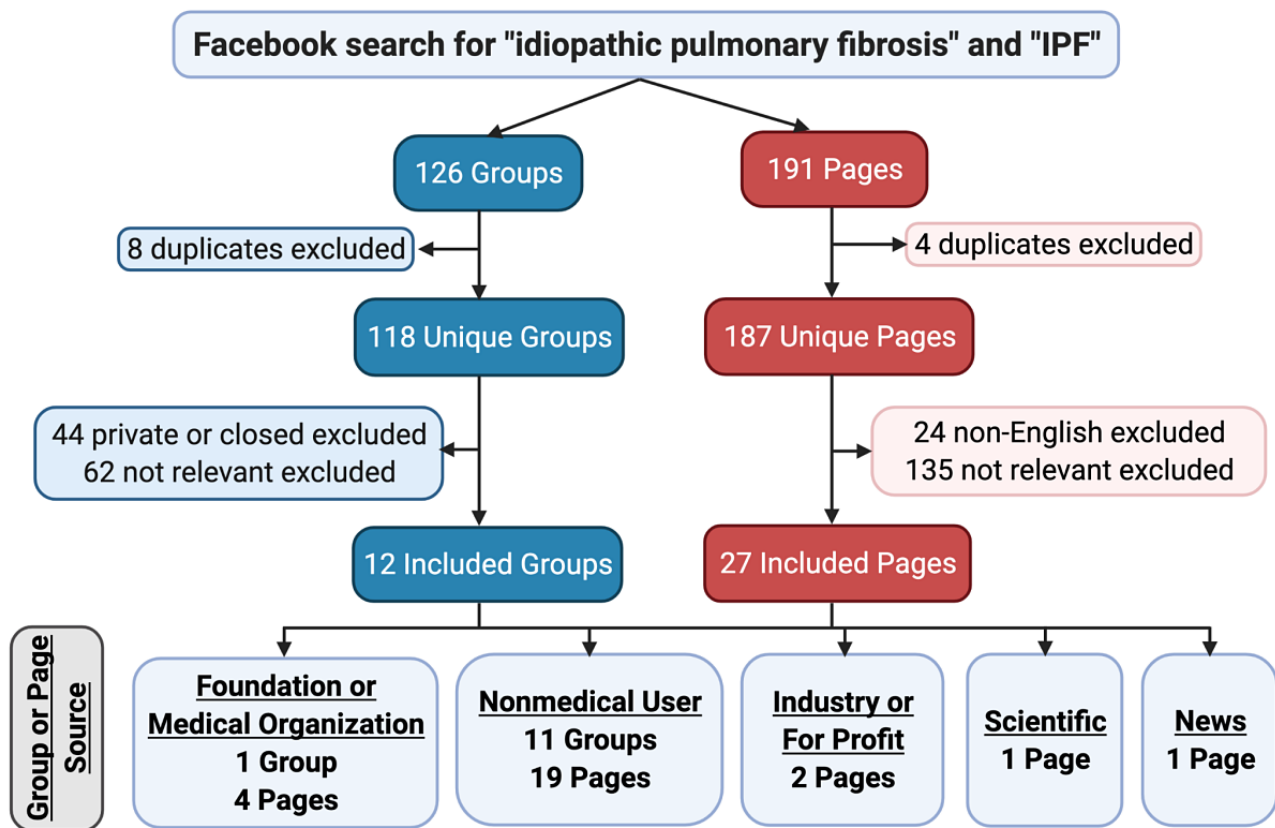 Facebook search for "idiopathic pulmonary fibrosis" and "IPF"
126 Groups
191 Pages
8 duplicates excluded
4 duplicates excluded
118 Unique Groups
187 Unique Pages
44 private or closed excluded
62 not relevant excluded
24 non-English excluded
135 not relevant excluded
12 Included Groups
27 Included Pages
Group or Page
Source
Foundation or
Medical Organization
1 Group
4 Pages
Nonmedical User
11 Groups
19 Pages
Industry or
For Profit
2 Pages
Scientific
1 Page
News
1 Page